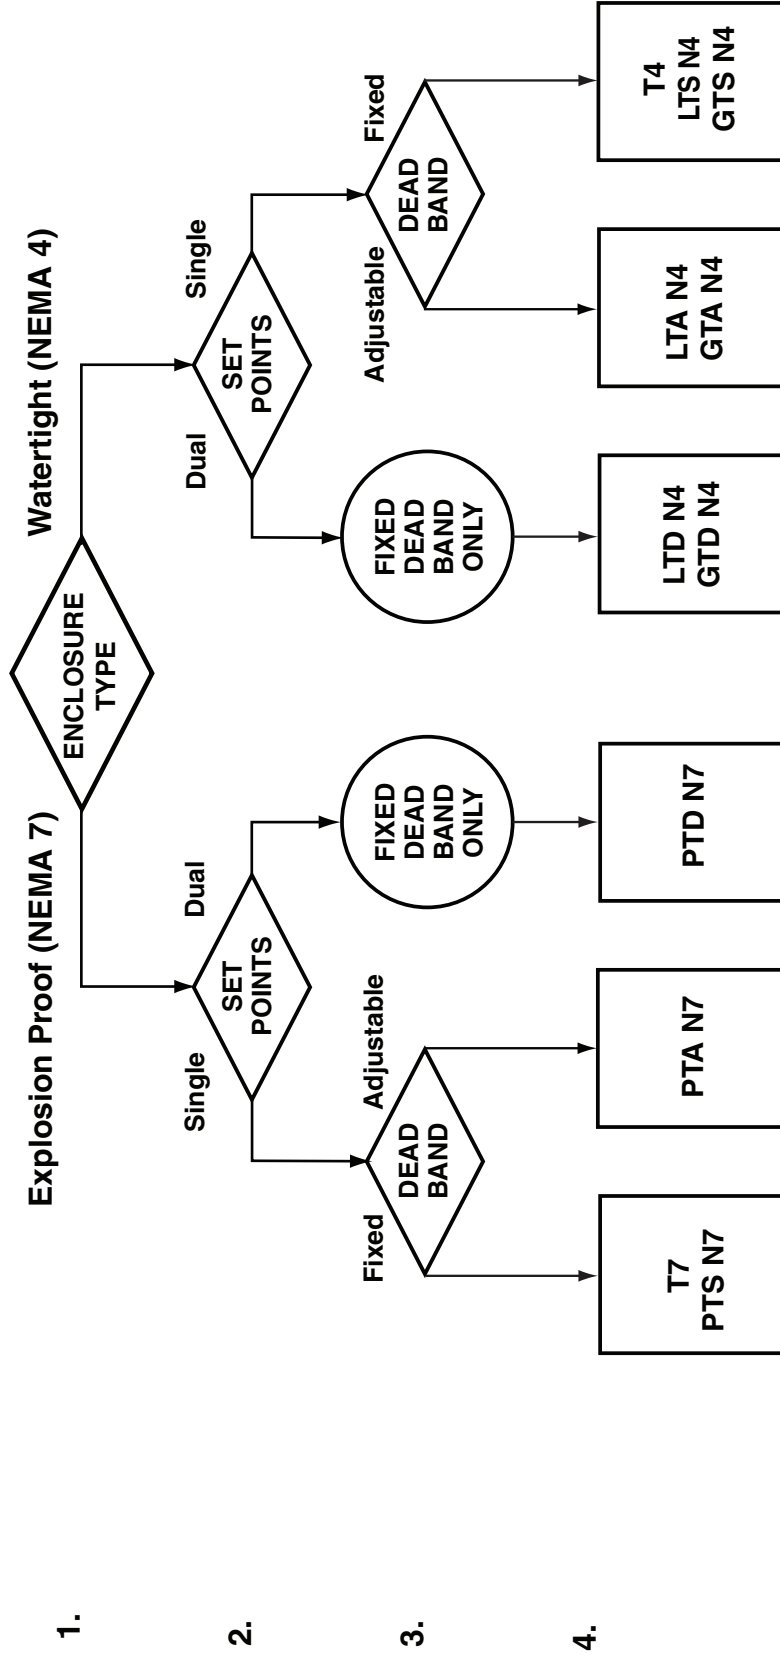 1.
Explosion Proof (NEMA 7)
ENCLOSURE
TYPE
Watertight (NEMA 4)
2.
Single
SET
POINTS
Dual
Dual
SET
POINTS
Single
3.
Fixed
DEAD
BAND
Adjustable
FIXED
DEAD
BAND
ONLY
FIXED
DEAD
BAND
ONLY
Adjustable
DEAD
BAND
Fixed
4.
T7
PTS N7
PTA N7
PTD N7
LTD N4
GTD N4
LTA N4
GTA N4
T4
LTS N4
GTS N4